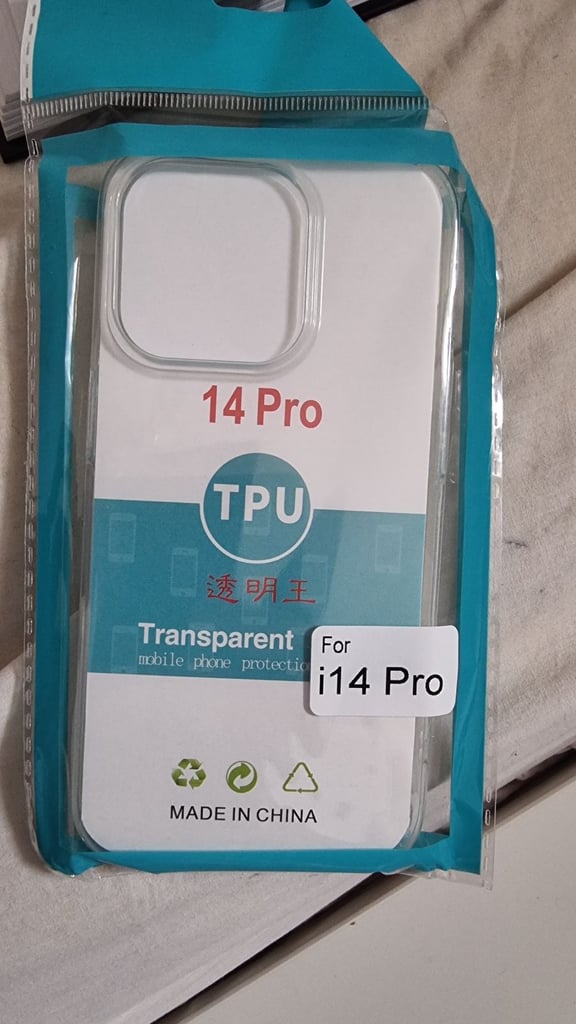 14 Pro
TPU
透明王
Transparent
mobile phone protectio
For
i14 Pro
MADE IN CHINA